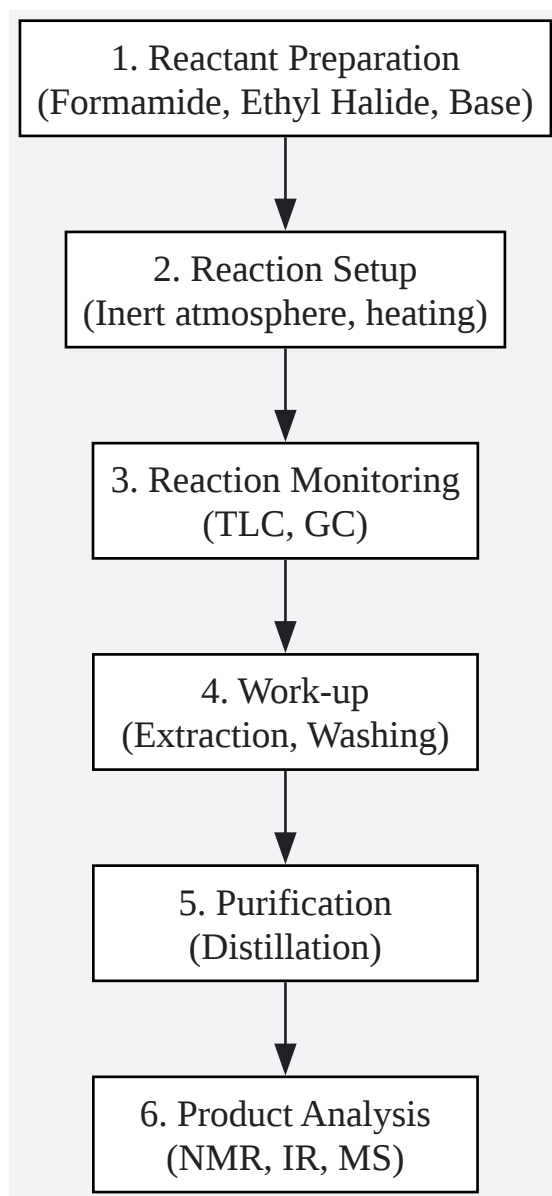 1. Reactant Preparation
(Formamide, Ethyl Halide, Base)
2. Reaction Setup
(Inert atmosphere, heating)
3. Reaction Monitoring
(TLC, GC)
4. Work-up
(Extraction, Washing)
5. Purification
(Distillation)
6. Product Analysis
(NMR, IR, MS)